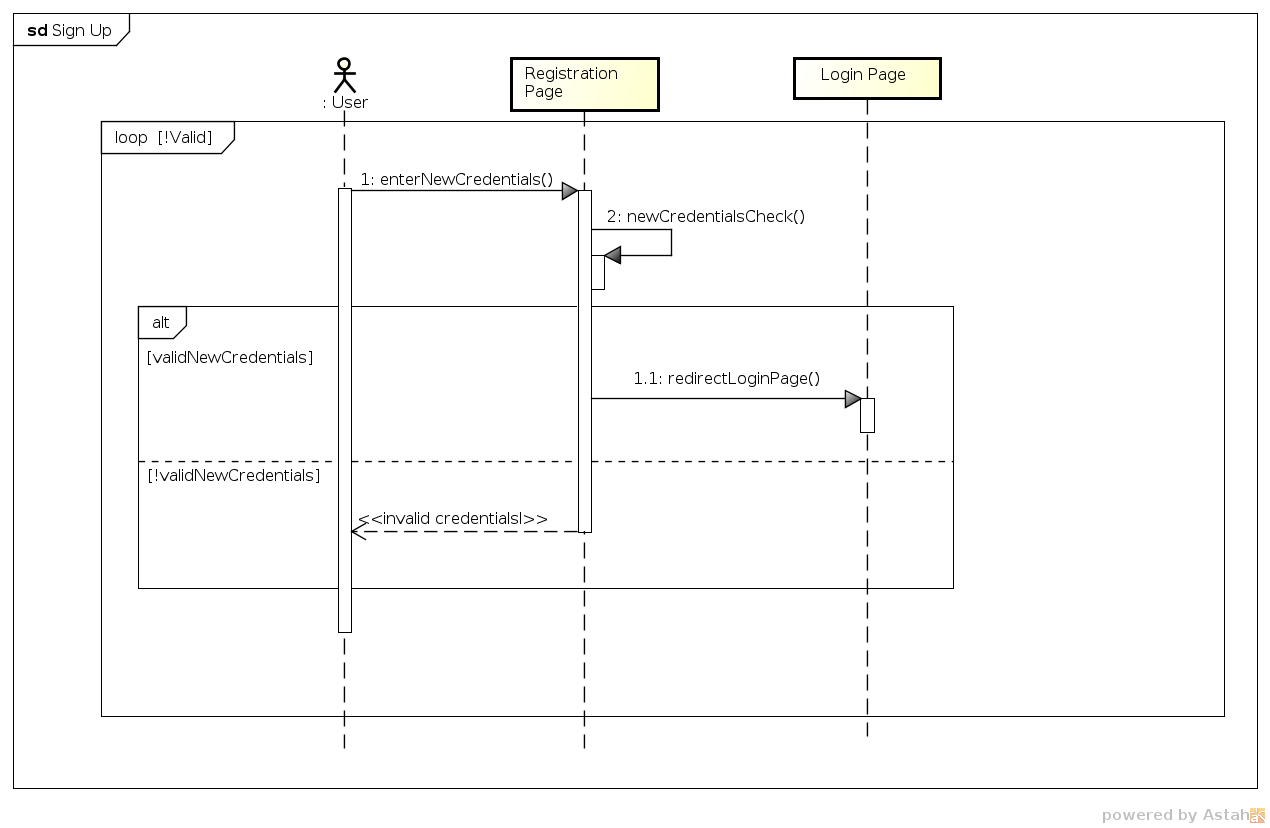 sd Sign Up
: User
Registration
Page
Login Page
loop [!Valid]
1: enterNewCredentials()
2: newCredentialsCheck()
alt
[validNewCredentials]
1.1: redirectLoginPage()
[!validNewCredentials]
<<invalid credentialsl>>
powered by Astah